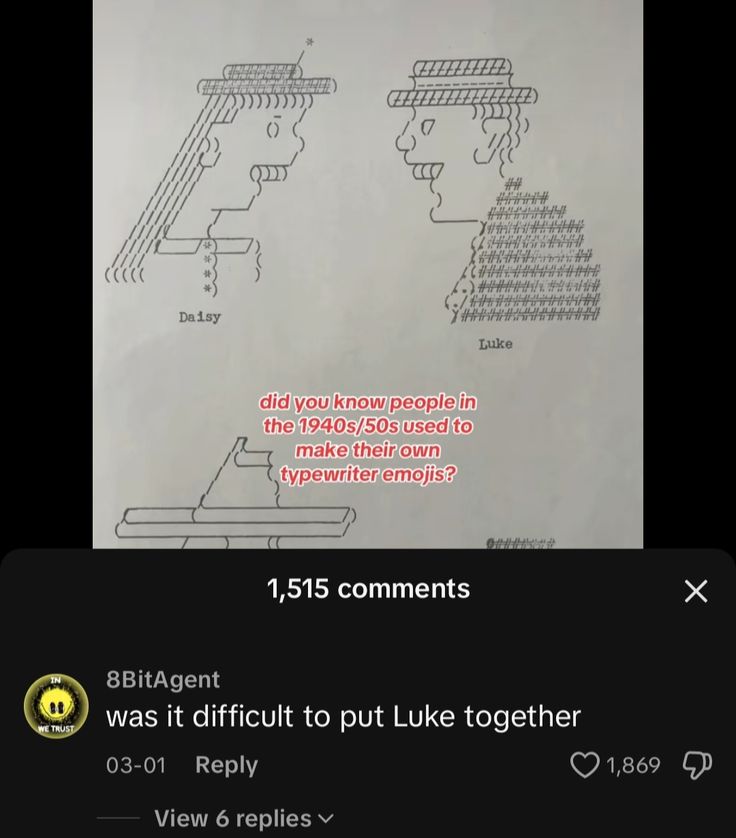 Daisy
Luke
did you know people in
the 1940s/50s used to
make their own
typewriter emojis?
1,515 comments
IN
WE TRUST
8BitAgent
was it difficult to put Luke together
03-01 Reply 1,869
View 6 replies